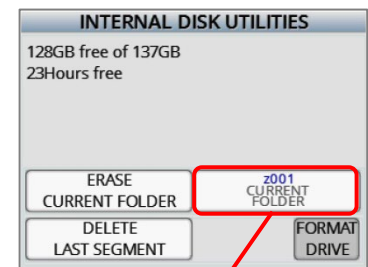 INTERNAL DISK UTILITIES
128GB free of 137GB
23Hours free
ERASE
CURRENT FOLDER
z001
CURRENT
FOLDER
DELETE
LAST SEGMENT
FORMAT
DRIVE